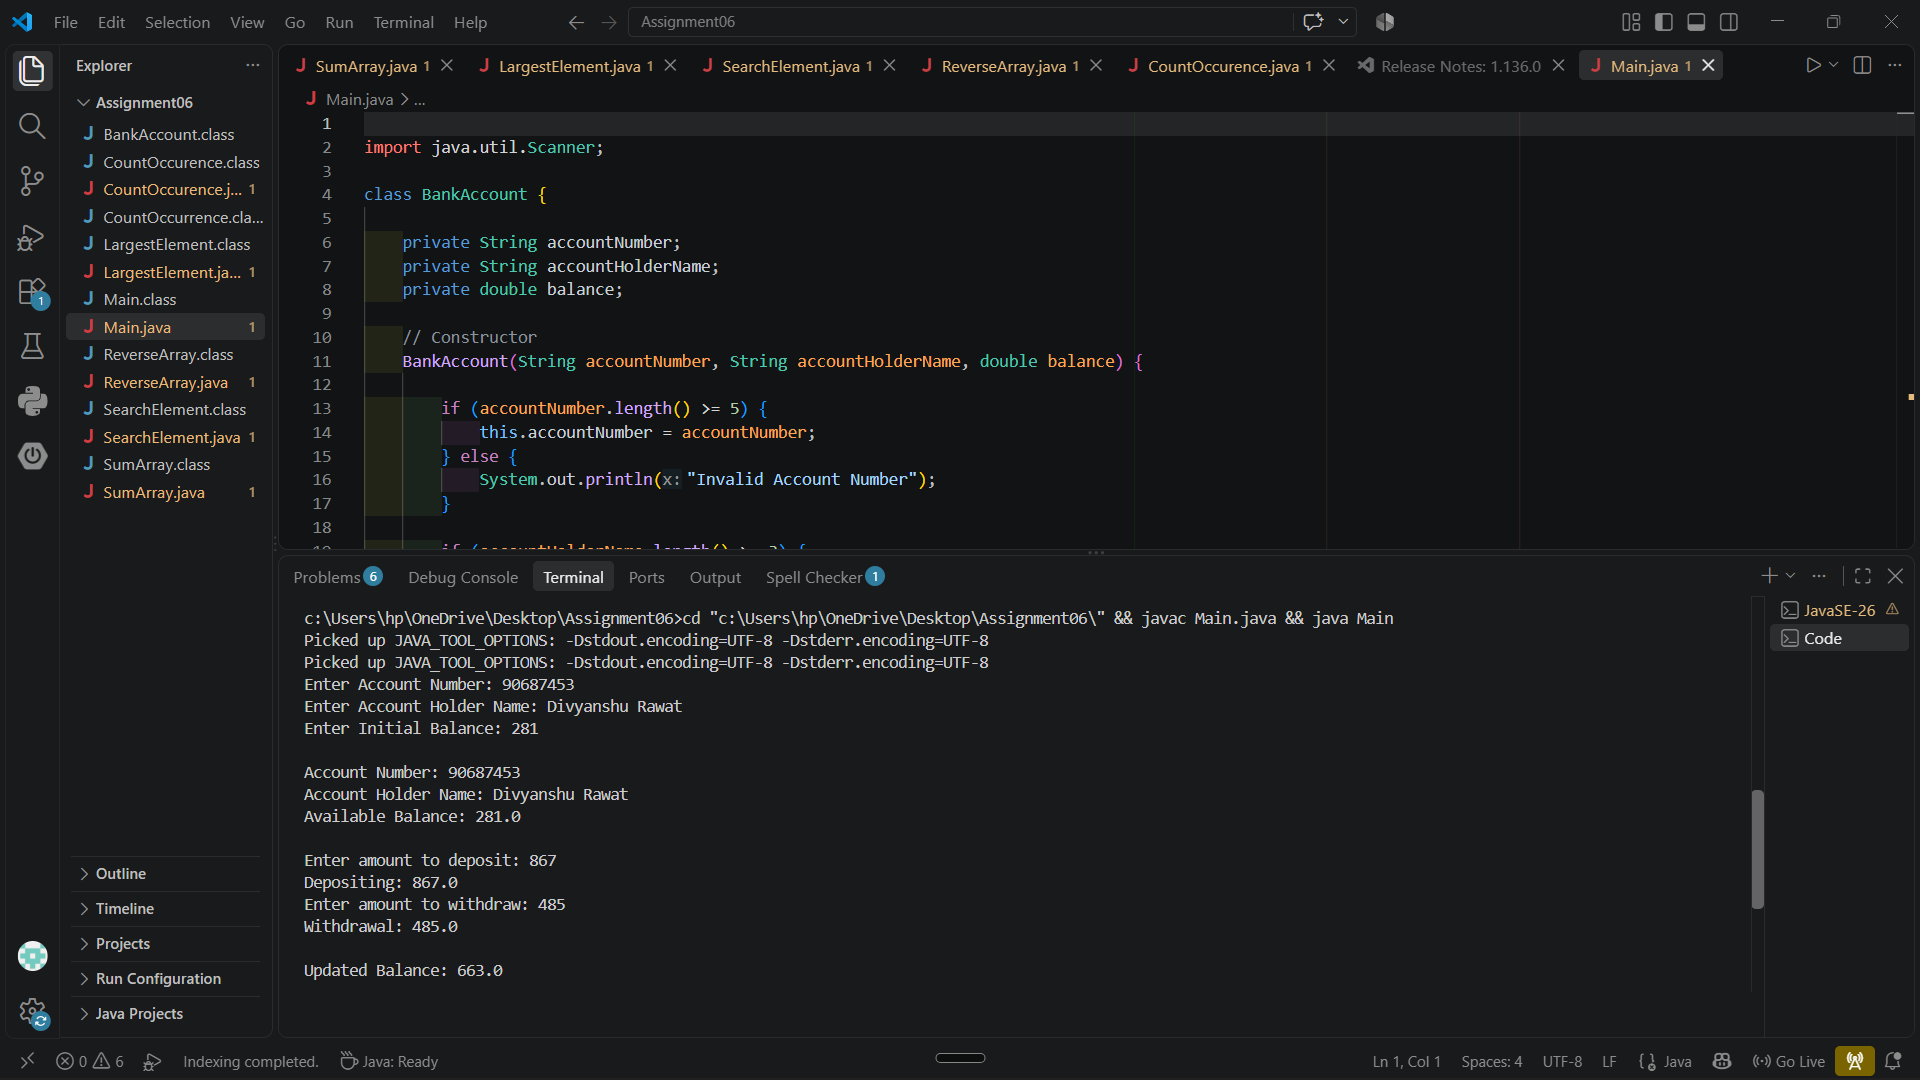 File Edit Selection View Go Run Terminal Help
Assignment06
Explorer
SumArray.java 1
LargestElement.java 1
SearchElement.java 1
ReverseArray.java 1
CountOccurence.java 1
Release Notes: 1.136.0
Main.java 1
Assignment06
BankAccount.class
CountOccurence.class
CountOccurence.j... 1
CountOccurrence.cla...
LargestElement.class
LargestElement.ja... 1
Main.class
Main.java 1
ReverseArray.class
ReverseArray.java 1
SearchElement.class
SearchElement.java 1
SumArray.class
SumArray.java 1
Outline
Timeline
Projects
Run Configuration
Java Projects
1
Main.java > ...
1
2 import java.util.Scanner;
3
4 class BankAccount {
5
6 private String accountNumber;
7 private String accountHolderName;
8 private double balance;
9
10 // Constructor
11 BankAccount(String accountNumber, String accountHolderName, double balance) {
12
13 if (accountNumber.length() >= 5) {
14 this.accountNumber = accountNumber;
15 } else {
16 System.out.println(x: "Invalid Account Number");
17 }
18
Problems 6 Debug Console Terminal Ports Output Spell Checker 1
c:\Users\hp\OneDrive\Desktop\Assignment06>cd "c:\Users\hp\OneDrive\Desktop\Assignment06\" && javac Main.java && java Main
Picked up JAVA_TOOL_OPTIONS: -Dstdout.encoding=UTF-8 -Dstderr.encoding=UTF-8
Picked up JAVA_TOOL_OPTIONS: -Dstdout.encoding=UTF-8 -Dstderr.encoding=UTF-8
Enter Account Number: 90687453
Enter Account Holder Name: Divyanshu Rawat
Enter Initial Balance: 281
Account Number: 90687453
Account Holder Name: Divyanshu Rawat
Available Balance: 281.0
Enter amount to deposit: 867
Depositing: 867.0
Enter amount to withdraw: 485
Withdrawal: 485.0
Updated Balance: 663.0
JavaSE-26
Code
0 6 Indexing completed. Java: Ready
Ln 1, Col 1 Spaces: 4 UTF-8 LF { } Java Go Live